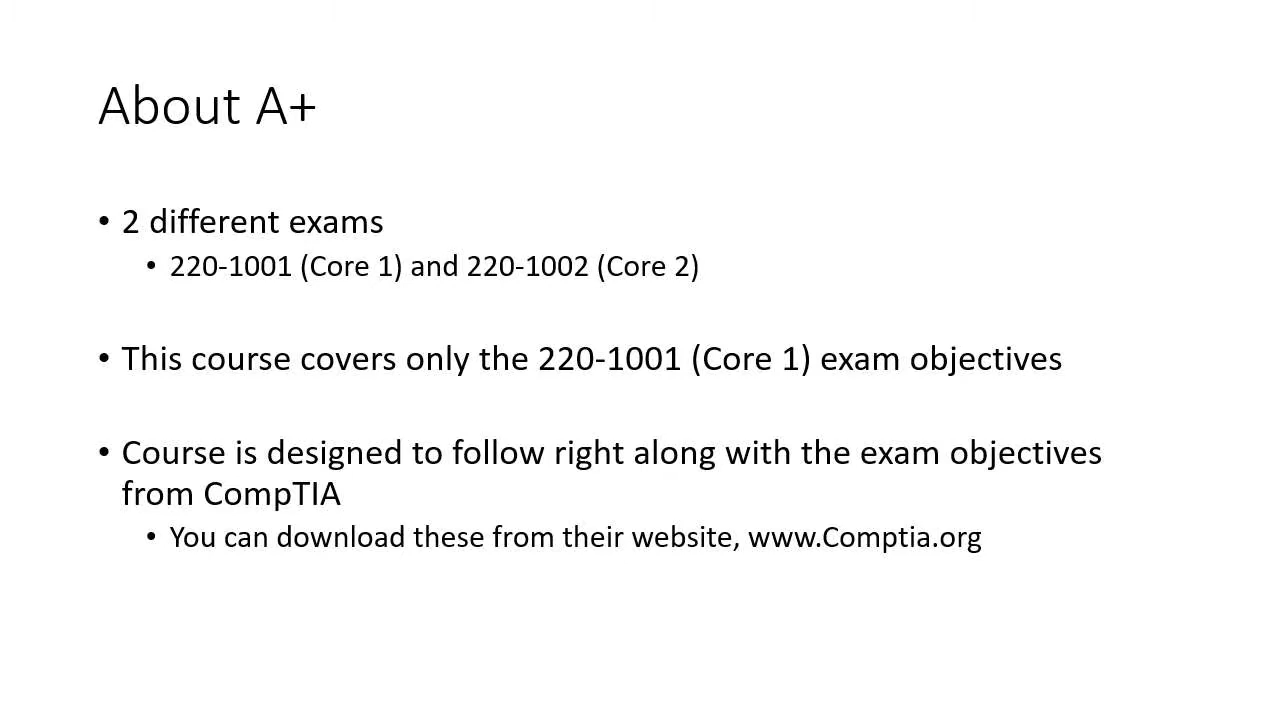 About A+
• 2 different exams
• 220-1001 (Core 1) and 220-1002 (Core 2)
• This course covers only the 220-1001 (Core 1) exam objectives
• Course is designed to follow right along with the exam objectives
from CompTIA
• You can download these from their website, www.Comptia.org